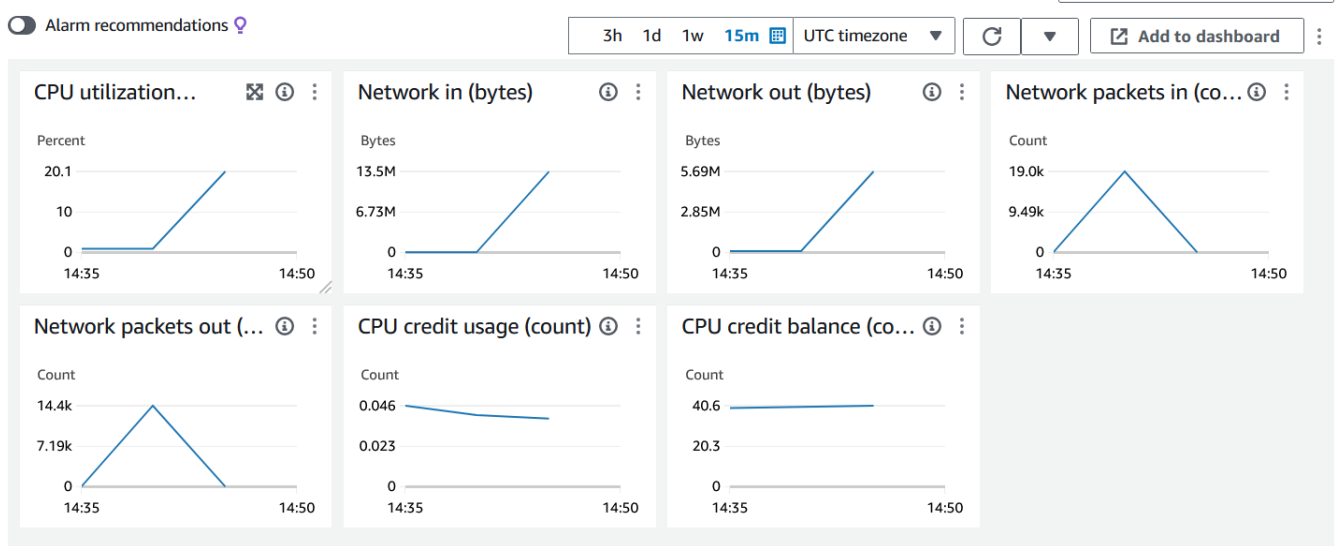 Alarm recommendations
3h 1d 1w 15m UTC timezone
Add to dashboard
CPU utilization...
Percent
20.1
10
0
14:35 14:50
Network in (bytes)
Bytes
13.5M
6.73M
0
14:35 14:50
Network out (bytes)
Bytes
5.69M
2.85M
0
14:35 14:50
Network packets in (co...
Count
19.0k
9.49k
0
14:35 14:50
Network packets out (...
Count
14.4k
7.19k
0
14:35 14:50
CPU credit usage (count)
Count
0.046
0.023
0
14:35 14:50
CPU credit balance (co...
Count
40.6
20.3
0
14:35 14:50